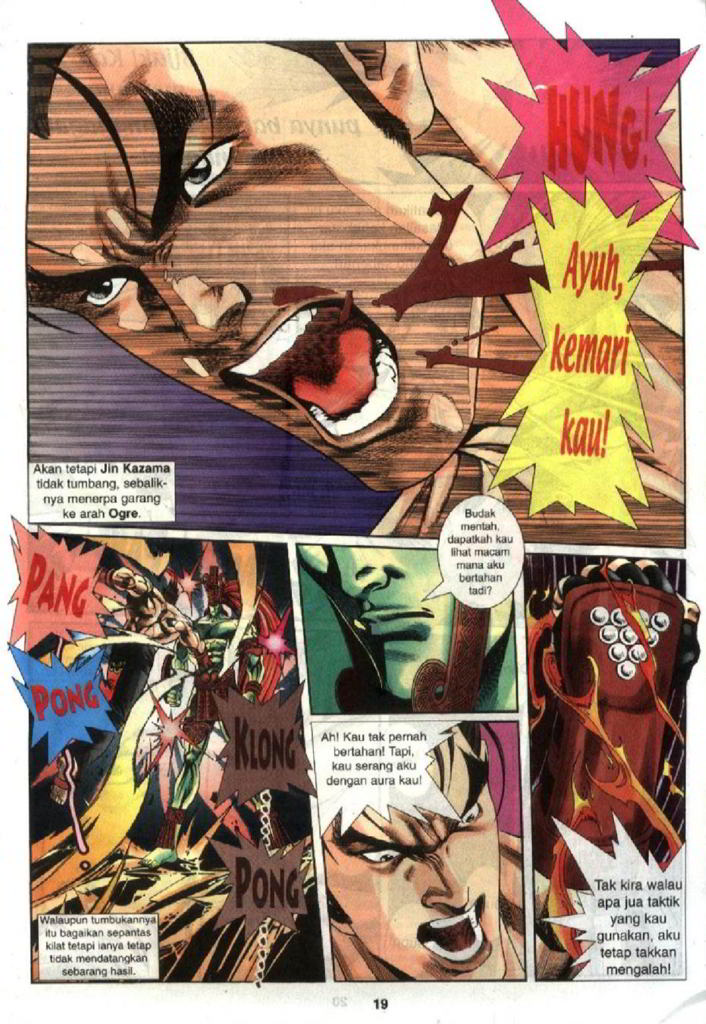 HUNG!
Ayuh,
kemari
kau!
Akan tetapi Jin Kazama
tidak tumbang, sebalik-
nya menerpa garang
ke arah Ogre.
PANG
PONG
KLONG
PONG
Walaupun tumbukannya
itu bagaikan sepantas
kilat tetapi ianya tetap
tidak mendatangkan
sebarang hasil.
Budak
mentah,
dapatkah kau
lihat macam
mana bertahan
tadi?
Ah! Kau tak pernah
bertahan! Tapi,
kau serang aku
dengan aura kau!
Tak kira walau
apa jua taktik
yang kau
gunakan, aku
tetap takkan
mengalah!
19